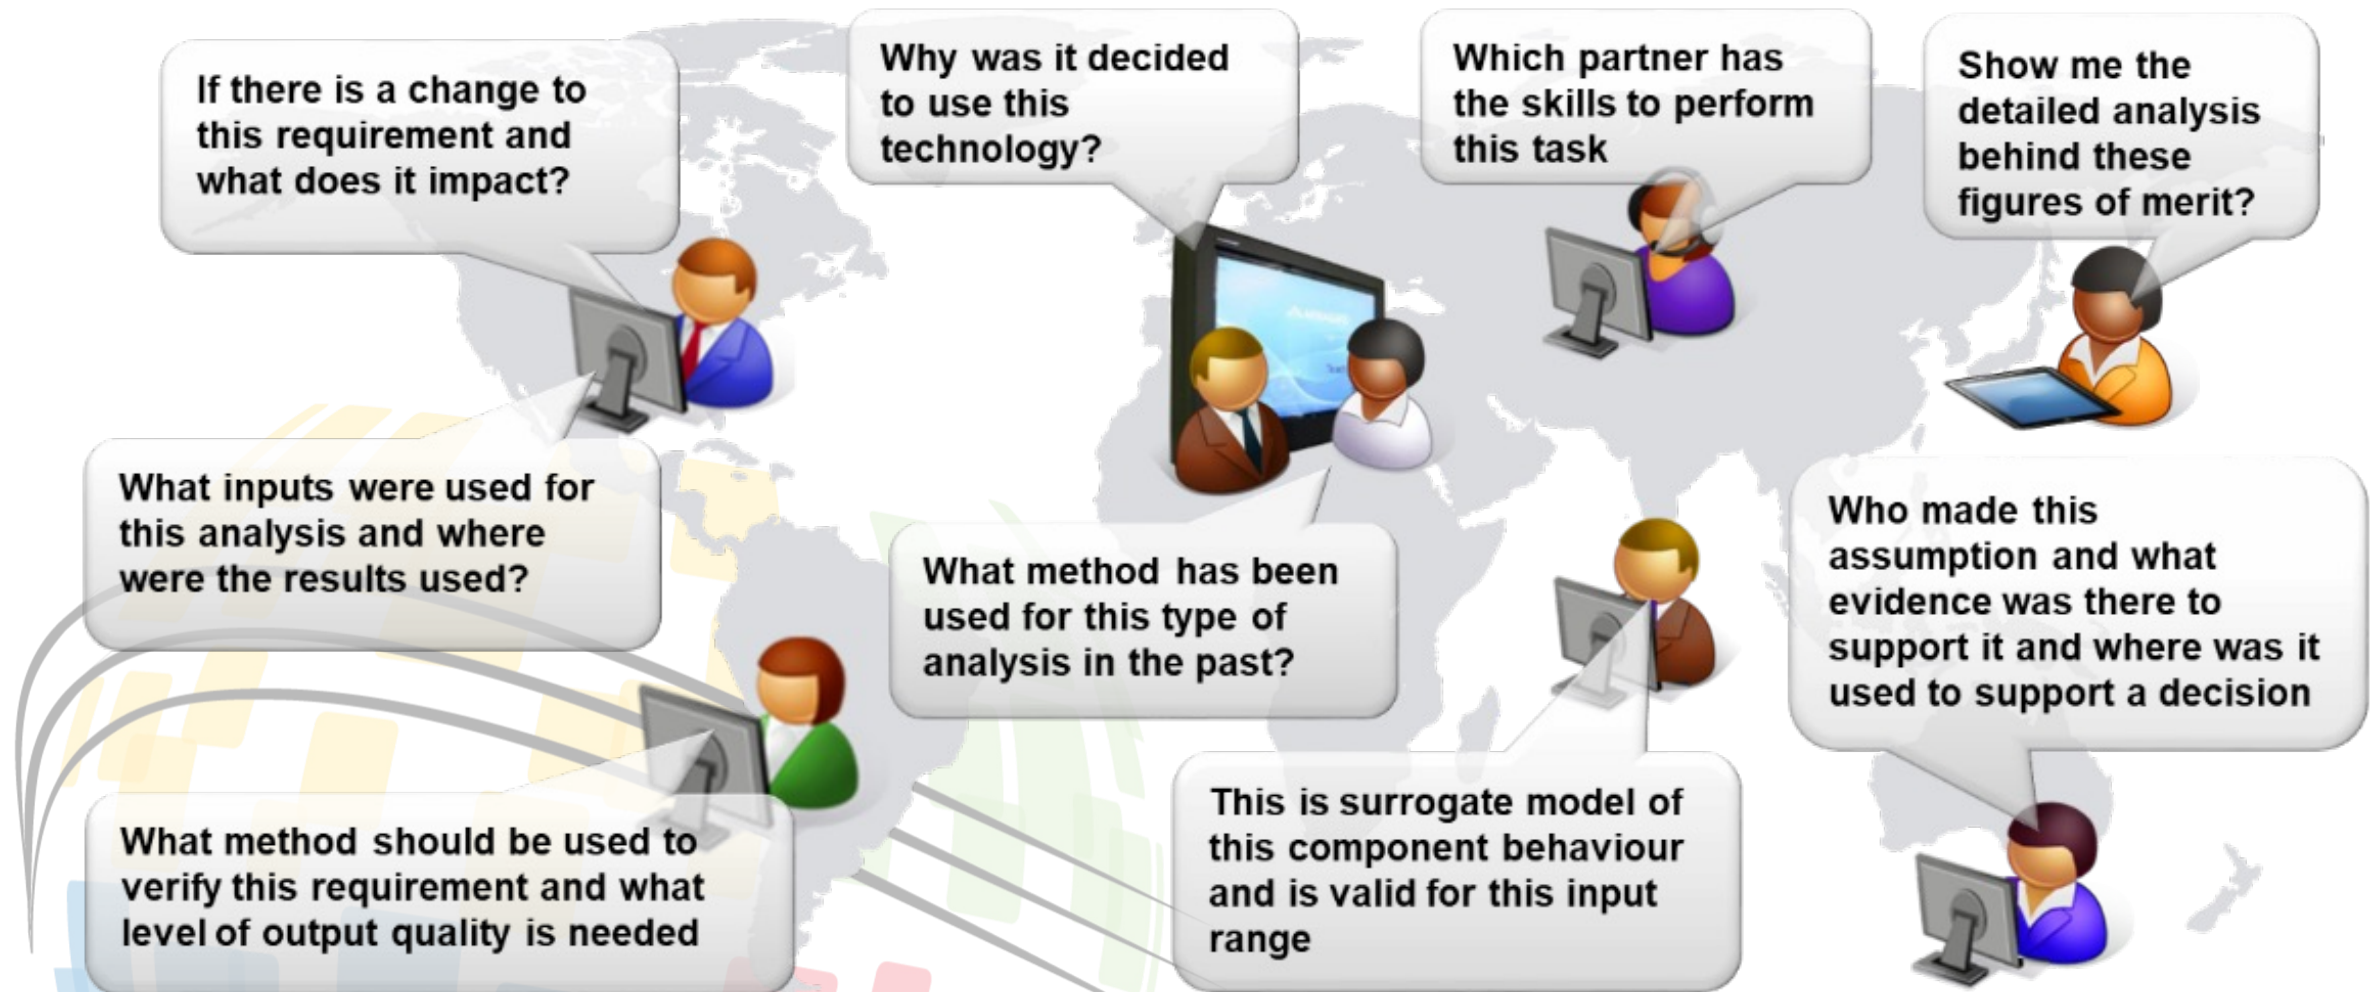 If there is a change to
this requirement and
what does it impact?
Why was it decided
to use this
technology?
Which partner has
the skills to perform
this task
Show me the
detailed analysis
behind these
figures of merit?
What inputs were used for
this analysis and where
were the results used?
What method has been
used for this type of
analysis in the past?
Who made this
assumption and what
evidence was there to
support it and where was it
used to support a decision
What method should be used to
verify this requirement and what
level of output quality is needed
This is surrogate model of
this component behaviour
and is valid for this input
range